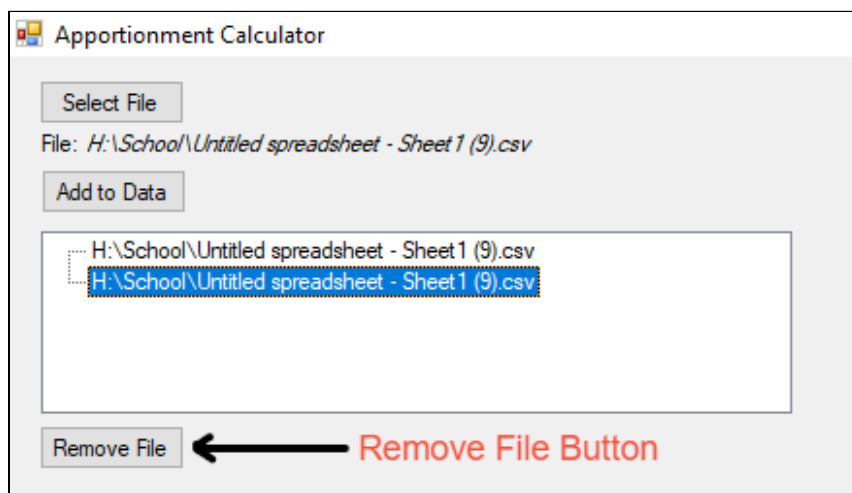 Apportionment Calculator
Select File
File: H:\School\Untitled spreadsheet - Sheet1 (9).csv
Add to Data
H:\School\Untitled spreadsheet - Sheet1 (9).csv
H:\School\Untitled spreadsheet - Sheet1 (9).csv
Remove File Remove File Button